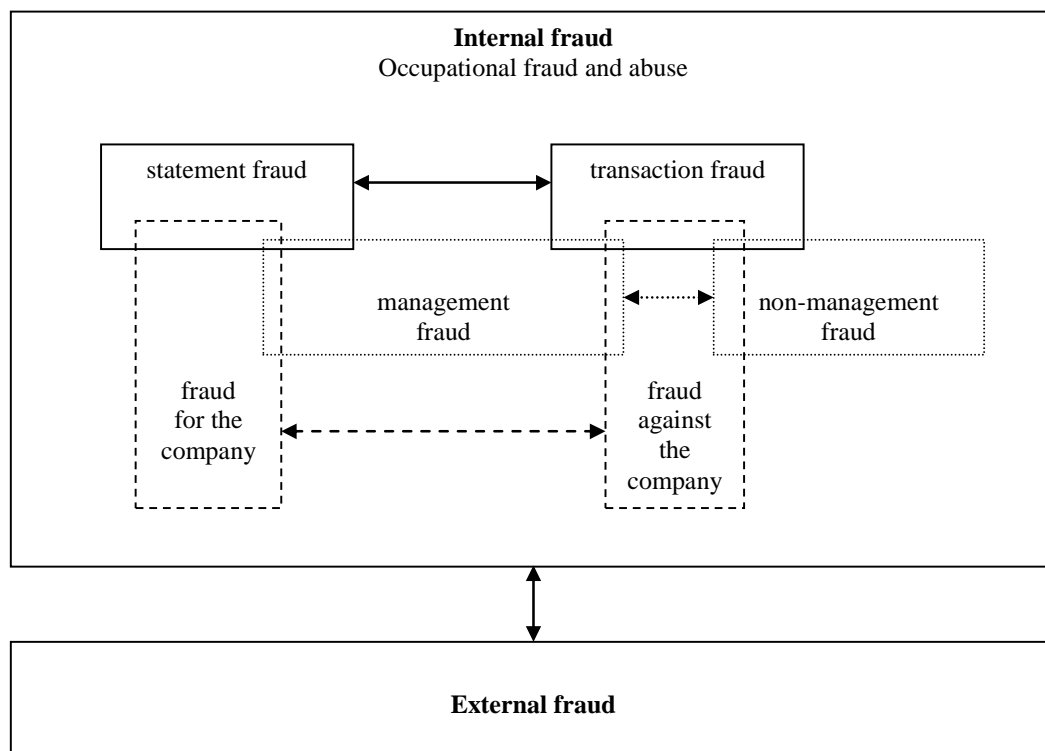 Internal fraud
Occupational fraud and abuse
statement fraud
transaction fraud
management
fraud
non-management
fraud
fraud
for the
company
fraud
against
the
company
External fraud